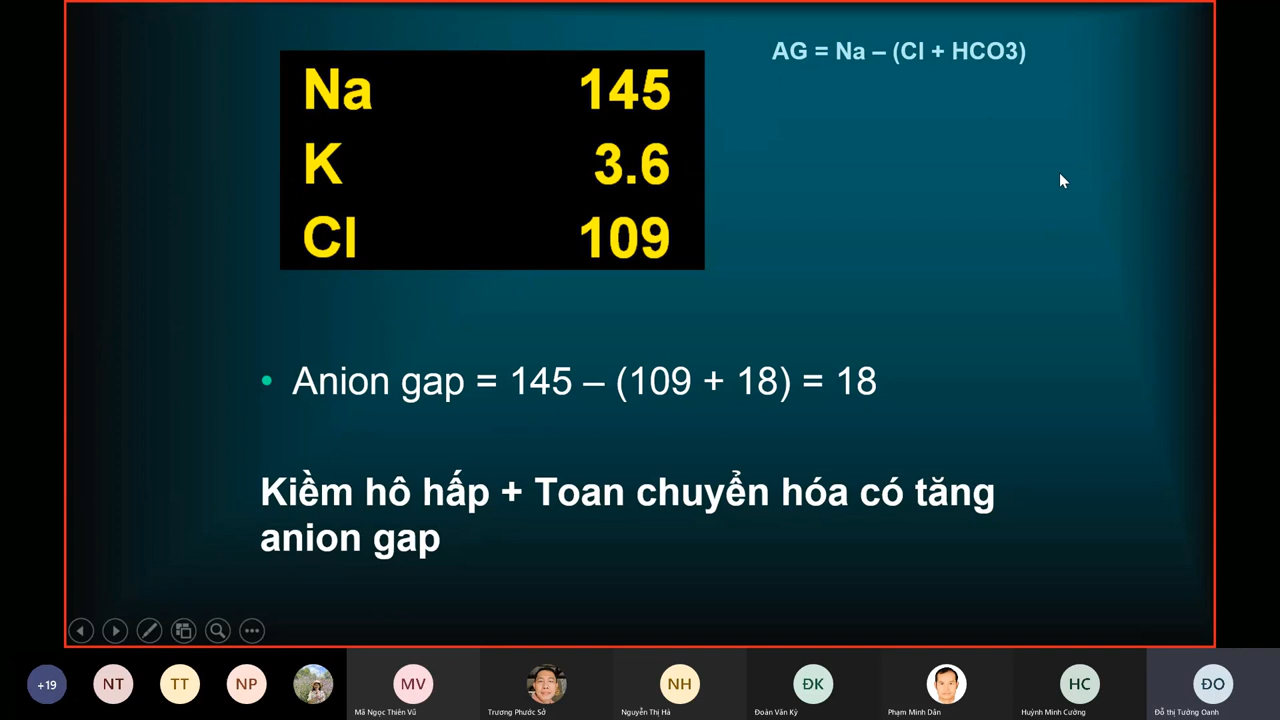 AG = Na – (Cl + HCO3)
Na 145
K 3.6
Cl 109
• Anion gap = 145 – (109 + 18) = 18
Kiềm hô hấp + Toan chuyển hóa có tăng
anion gap
+19
NT
TT
NP
MV
NH
ĐK
HC
ĐO
Mã Ngọc Thiên Vũ
Trương Phước Sở
Nguyễn Thị Hà
Đoàn Văn Kỳ
Phạm Minh Dân
Huỳnh Minh Cường
Đỗ thị Tường Oanh